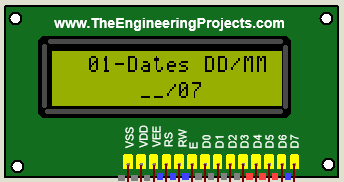 www.TheEngineeringProjects.com
01-Dates DD/MM
__/07
VSS VDD VEE RS RW E D0 D1 D2 D3 D4 D5 D6 D7